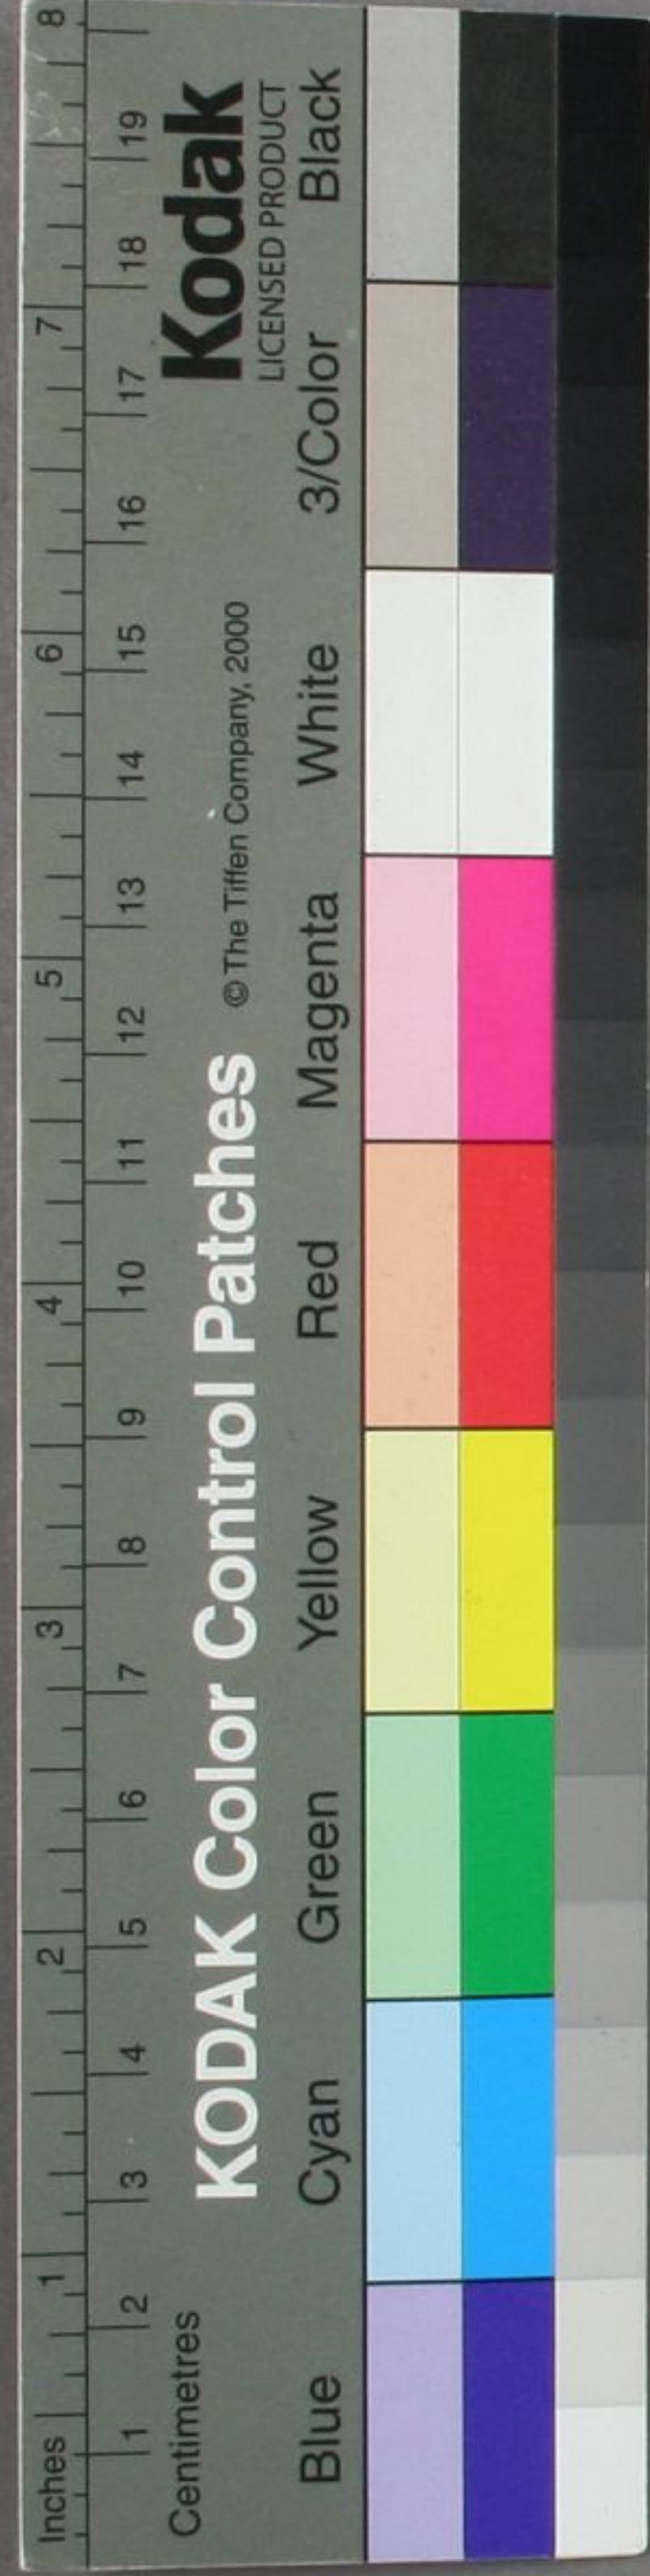 Inches 1 2 3 4 5 6 7 8
1 2 3 4 5 6 7 8 9 10 11 12 13 14 15 16 17 18 19
Centimetres
KODAK Color Control Patches © The Tiffen Company, 2000 Kodak
LICENSED PRODUCT
Blue Cyan Green Yellow Red Magenta White 3/Color Black